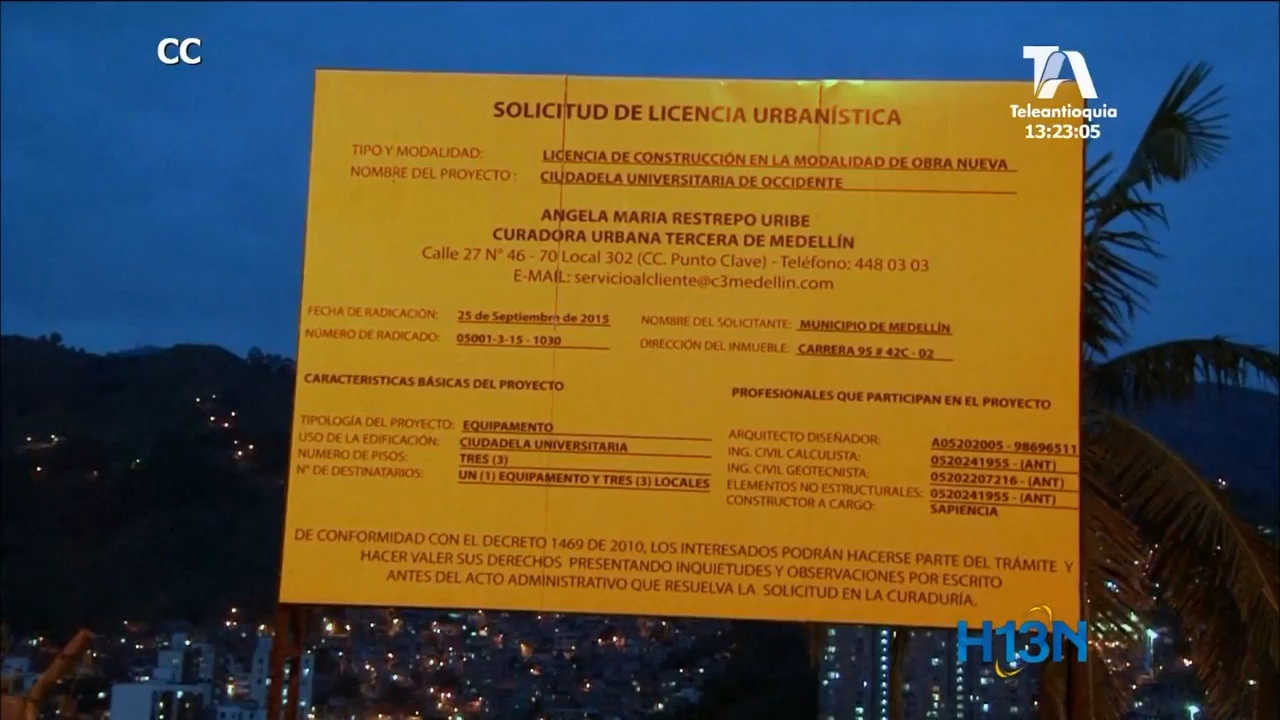 CC
TA
Teleantioquia
13:23:05
SOLICITUD DE LICENCIA URBANÍSTICA
TIPO Y MODALIDAD: LICENCIA DE CONSTRUCCIÓN EN LA MODALIDAD DE OBRA NUEVA
NOMBRE DEL PROYECTO: CIUDADELA UNIVERSITARIA DE OCCIDENTE
ANGELA MARIA RESTREPO URIBE
CURADORA URBANA TERCERA DE MEDELLÍN
Calle 27 N° 46 - 70 Local 302 (CC. Punto Clave) - Teléfono: 448 03 03
E-MAIL: servicioalcliente@c3medellin.com
FECHA DE RADICACIÓN: 25 de Septiembre de 2015
NÚMERO DE RADICADO: 05001-3-15 - 1030
NOMBRE DEL SOLICITANTE: MUNICIPIO DE MEDELLÍN
DIRECCIÓN DEL INMUEBLE: CARRERA 95 # 42C - 02
CARACTERISTICAS BÁSICAS DEL PROYECTO
TIPOLOGÍA DEL PROYECTO: EQUIPAMENTO
USO DE LA EDIFICACIÓN: CIUDADELA UNIVERSITARIA
NUMERO DE PISOS: TRES (3)
N° DE DESTINATARIOS: UN (1) EQUIPAMENTO Y TRES (3) LOCALES
PROFESIONALES QUE PARTICIPAN EN EL PROYECTO
ARQUITECTO DISEÑADOR: A05202005 - 98696511
ING. CIVIL CALCULISTA: 0520241955 - (ANT)
ING. CIVIL GEOTECNISTA: 05202207216 - (ANT)
ELEMENTOS NO ESTRUCTURALES: 0520241955 - (ANT)
CONSTRUCTOR A CARGO: SAPIENCIA
DE CONFORMIDAD CON EL DECRETO 1469 DE 2010, LOS INTERESADOS PODRÁN HACERSE PARTE DEL TRÁMITE Y
HACER VALER SUS DERECHOS PRESENTANDO INQUIETUDES Y OBSERVACIONES POR ESCRITO
ANTES DEL ACTO ADMINISTRATIVO QUE RESUELVA LA SOLICITUD EN LA CURADURÍA.
H13N